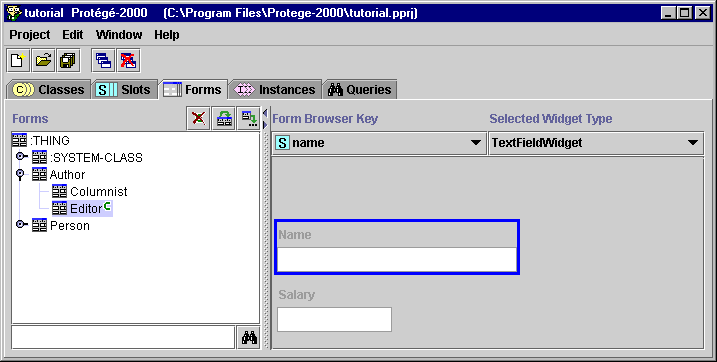 tutorial Protégé-2000 (C:\Program Files\Protege-2000\tutorial.pprj)
Project Edit Window Help
C Classes S Slots Forms Instances Queries
Forms
Form Browser Key Selected Widget Type
S name TextFieldWidget
:THING
:SYSTEM-CLASS
Author
Columnist
Editor C
Person
Name
Salary